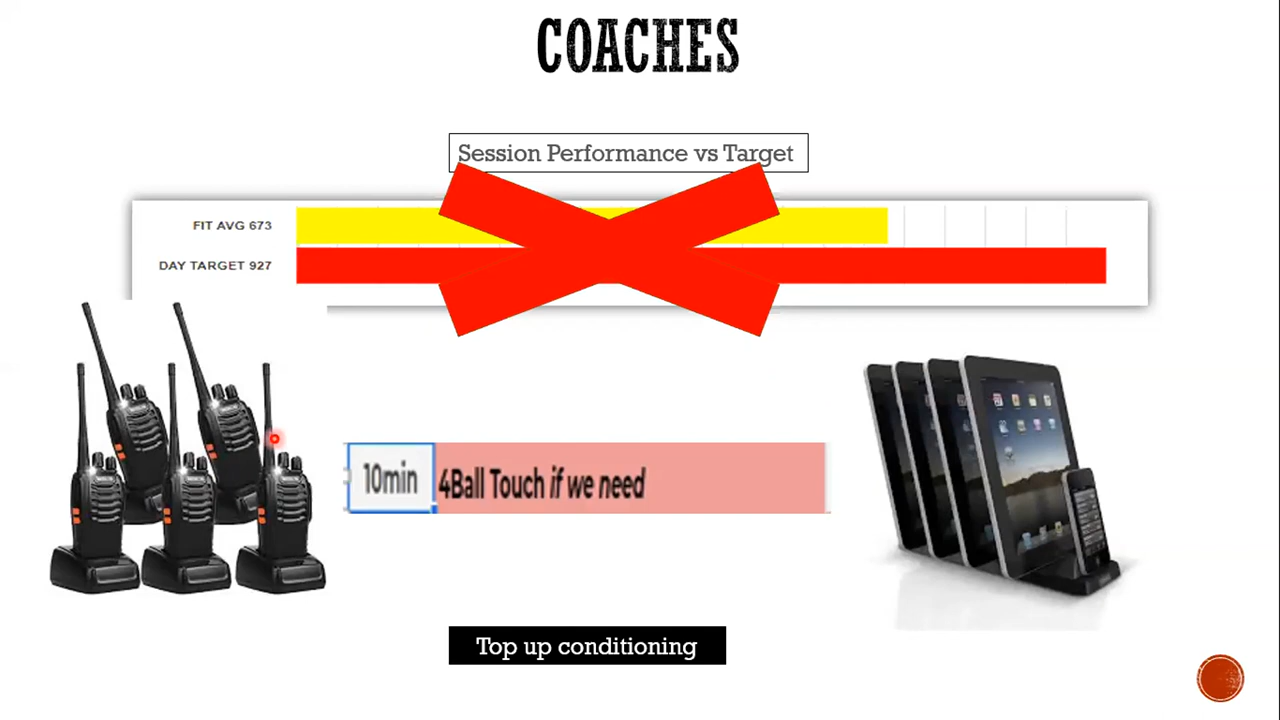 COACHES
Session Performance vs Target
FIT AVG 673
DAY TARGET 927
10min 4Ball Touch if we need
Top up conditioning